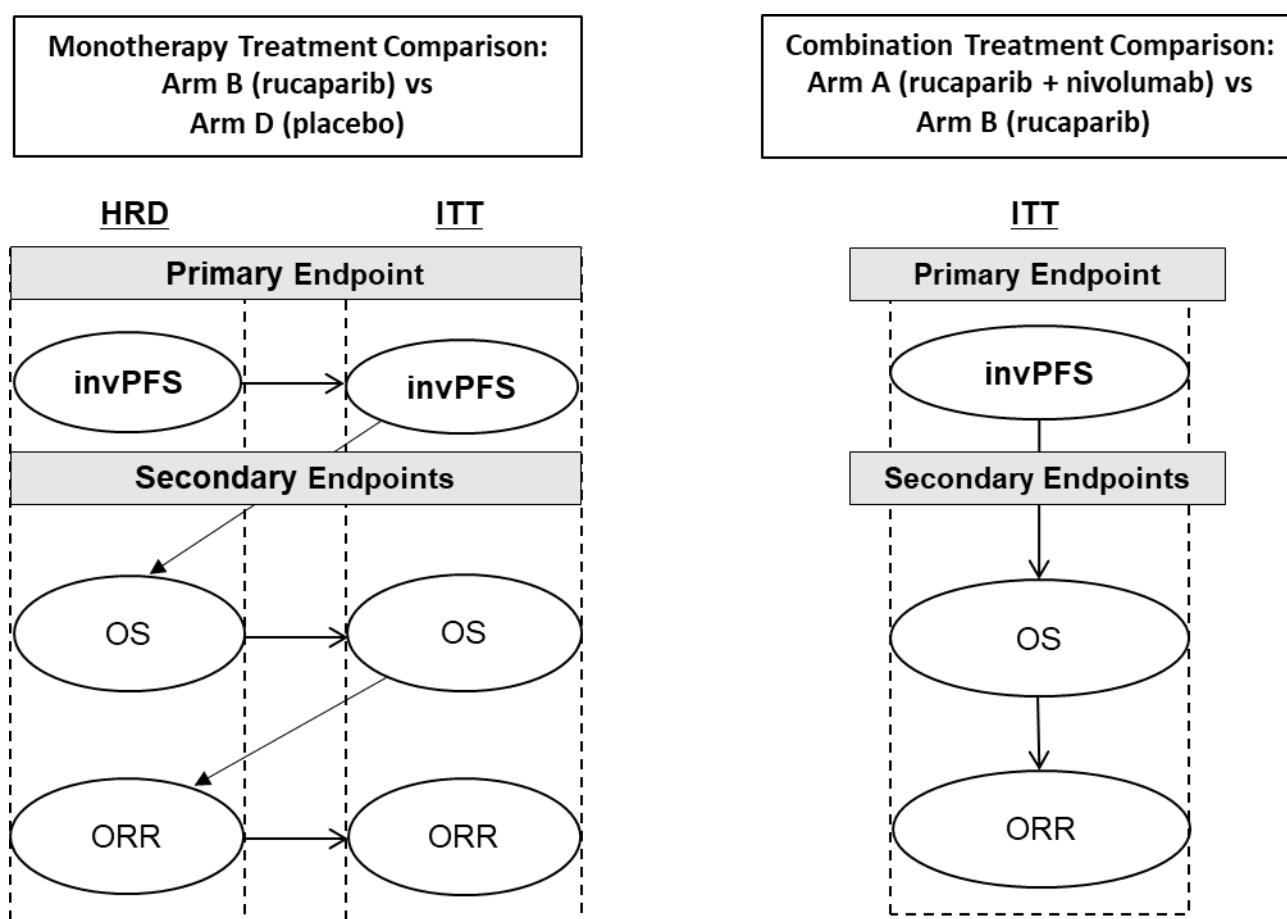 Monotherapy Treatment Comparison:
Arm B (rucaparib) vs
Arm D (placebo)
HRD
ITT
Primary Endpoint
invPFS
invPFS
Secondary Endpoints
OS
OS
ORR
ORR
Combination Treatment Comparison:
Arm A (rucaparib + nivolumab) vs
Arm B (rucaparib)
ITT
Primary Endpoint
invPFS
Secondary Endpoints
OS
ORR